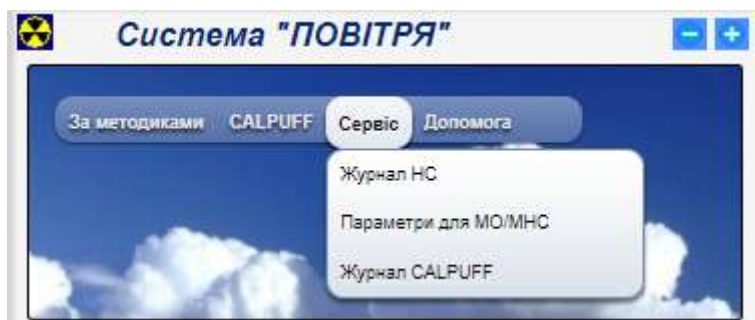 Система "ПОВІТРЯ"
За методиками CALPUFF Сервіс Допомога
Журнал НС
Параметри для МО/МНС
Журнал CALPUFF